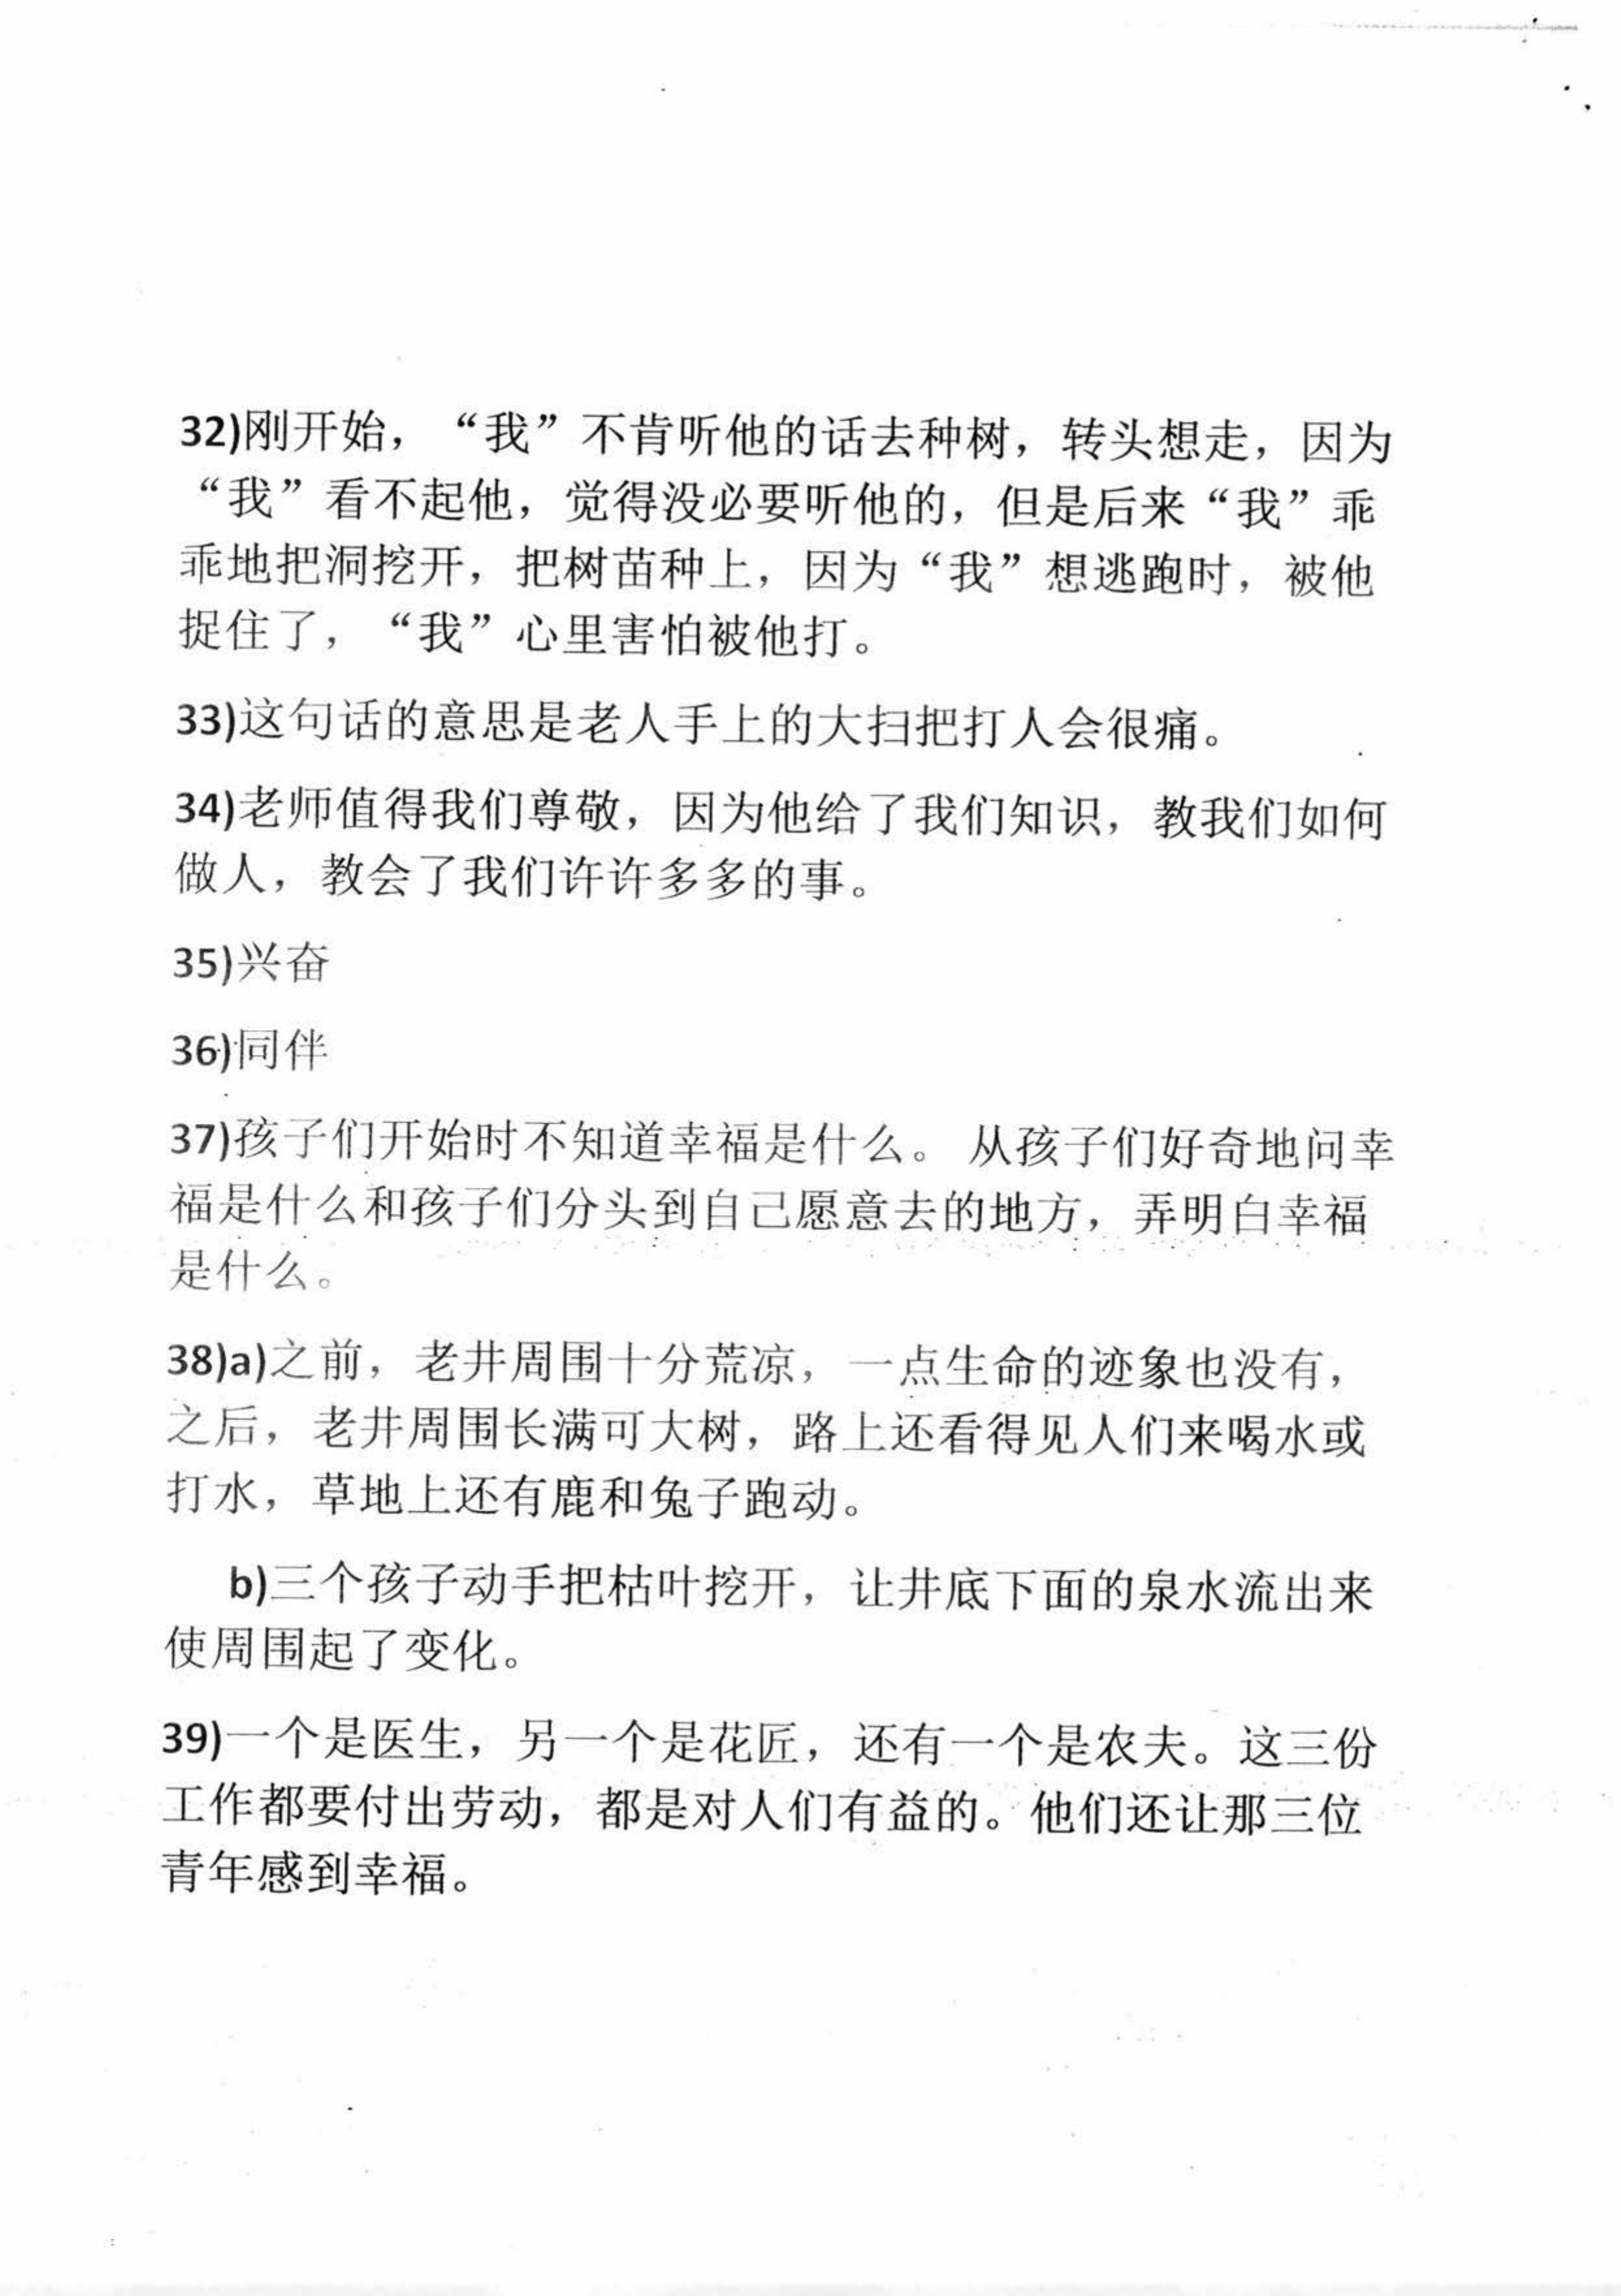 32)刚开始，“我”不肯听他的话去种树，转头想走，因为
“我”看不起他，觉得没必要听他的，但是后来“我”乖
乖地把洞挖开，把树苗种上，因为“我”想逃跑时，被他
捉住了，“我”心里害怕被他打。
33)这句话的意思是老人手上的大扫把打人会很痛。
34)老师值得我们尊敬，因为他给了我们知识，教我们如何
做人，教会了我们许许多多的事。
35)兴奋
36)同伴
37)孩子们开始时不知道幸福是什么。 从孩子们好奇地问幸
福是什么和孩子们分头到自己愿意去的地方，弄明白幸福
是什么。
38)a)之前，老井周围十分荒凉，一点生命的迹象也没有，
之后，老井周围长满可大树，路上还看得见人们来喝水或
打水，草地上还有鹿和兔子跑动。
b)三个孩子动手把枯叶挖开，让井底下面的泉水流出来
使周围起了变化。
39)一个是医生，另一个是花匠，还有一个是农夫。这三份
工作都要付出劳动，都是对人们有益的。他们还让那三位
青年感到幸福。